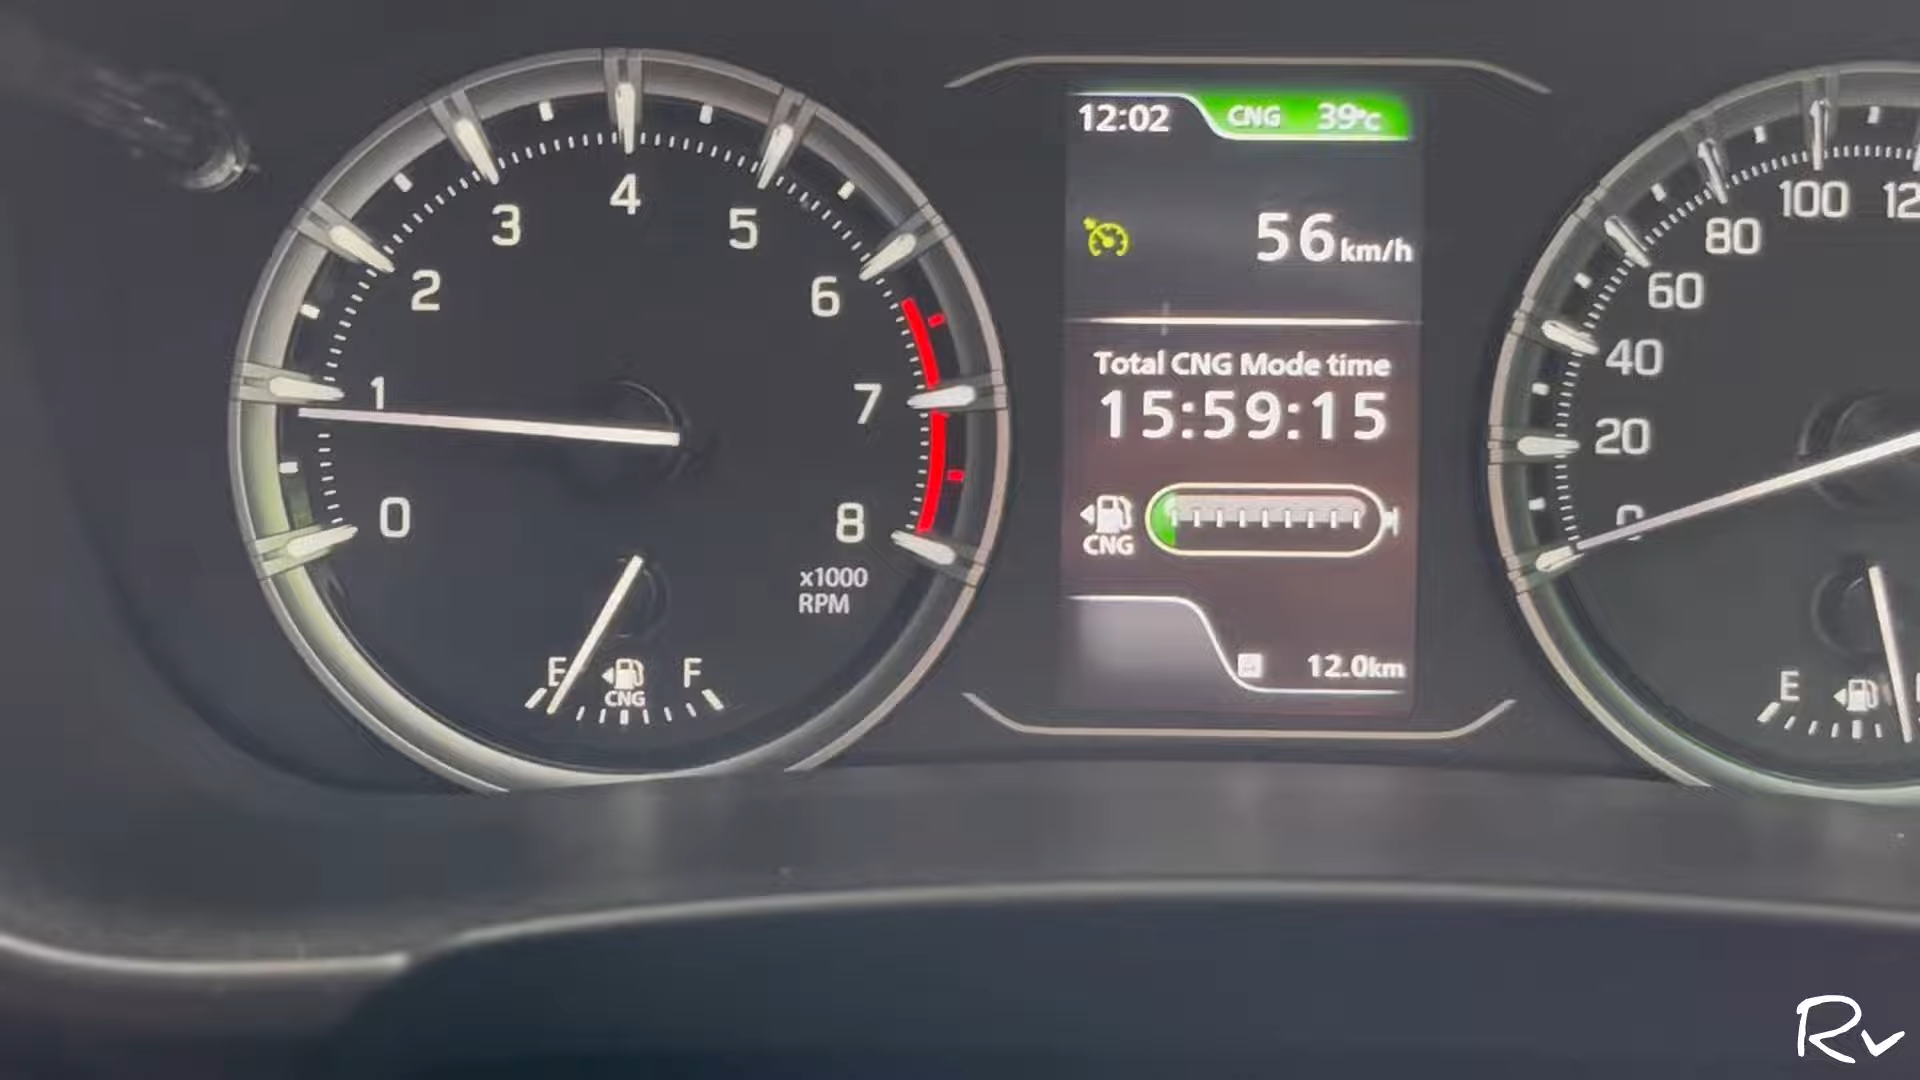 0
1
2
3
4
5
6
7
8
x1000
RPM
E
F
CNG
12:02
CNG 39°C
56 km/h
Total CNG Mode time
15:59:15
CNG
12.0km
0
20
40
60
80
100
E
Rv